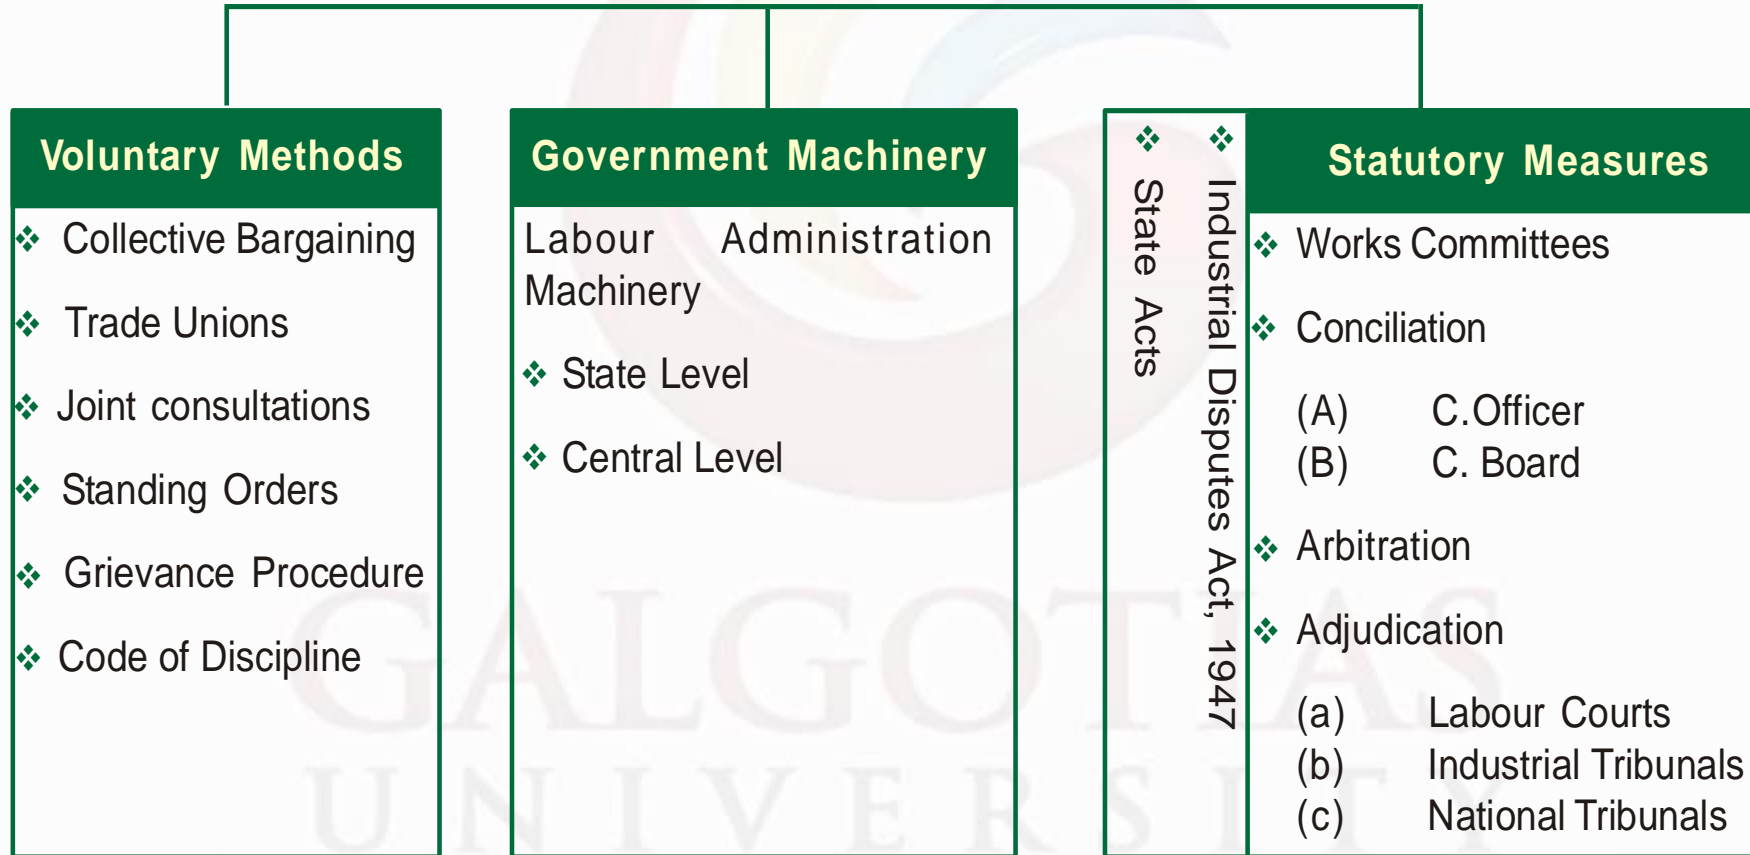 Voluntary Methods
❖ Collective Bargaining
❖ Trade Unions
❖ Joint consultations
❖ Standing Orders
❖ Grievance Procedure
❖ Code of Discipline
Government Machinery
Labour Administration
Machinery
❖ State Level
❖ Central Level
❖ Industrial Disputes Act, 1947
❖ State Acts
Statutory Measures
❖ Works Committees
❖ Conciliation
(A) C.Officer
(B) C. Board
❖ Arbitration
❖ Adjudication
(a) Labour Courts
(b) Industrial Tribunals
(c) National Tribunals
GALGOTIAS
UNIVERSITY